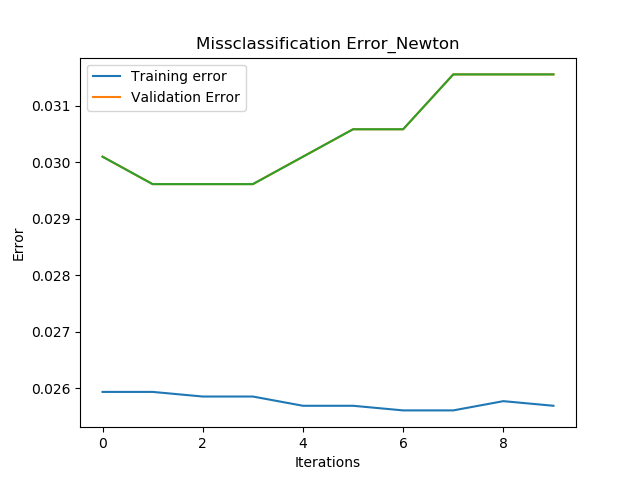 Missclassification Error_Newton
Training error
Validation Error
0.031
0.030
0.029
0.028
0.027
0.026
Error
0
2
4
6
8
Iterations